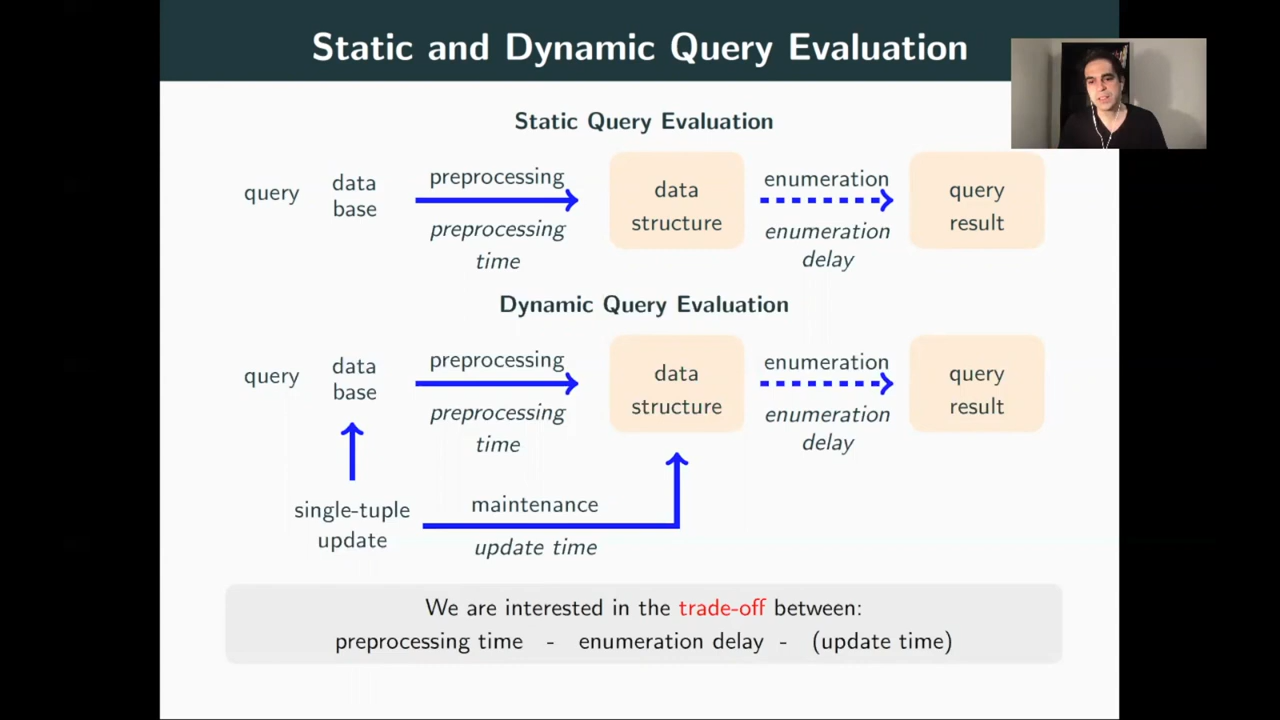 Static and Dynamic Query Evaluation
Static Query Evaluation
query
data
base
preprocessing
preprocessing
time
data
structure
enumeration
enumeration
delay
query
result
Dynamic Query Evaluation
query
data
base
preprocessing
preprocessing
time
data
structure
enumeration
enumeration
delay
query
result
single-tuple
update
maintenance
update time
We are interested in the trade-off between:
preprocessing time - enumeration delay - (update time)